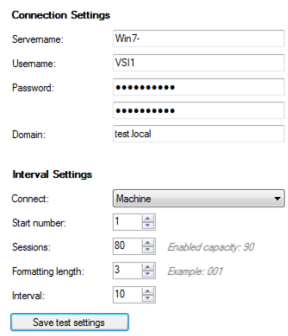 Connection Settings
Servername: Win7-
Username: VSI1
Password: ●●●●●●●●●●
●●●●●●●●●●
Domain: test.local
Interval Settings
Connect: Machine
Start number: 1
Sessions: 80 Enabled capacity: 90
Formatting length: 3 Example: 001
Interval: 10
Save test settings